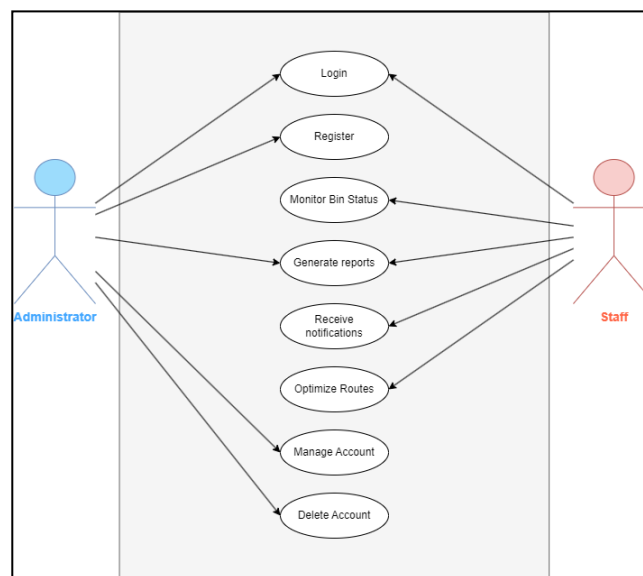 Login
Register
Monitor Bin Status
Generate reports
Administrator
Staff
Receive
notifications
Optimize Routes
Manage Account
Delete Account